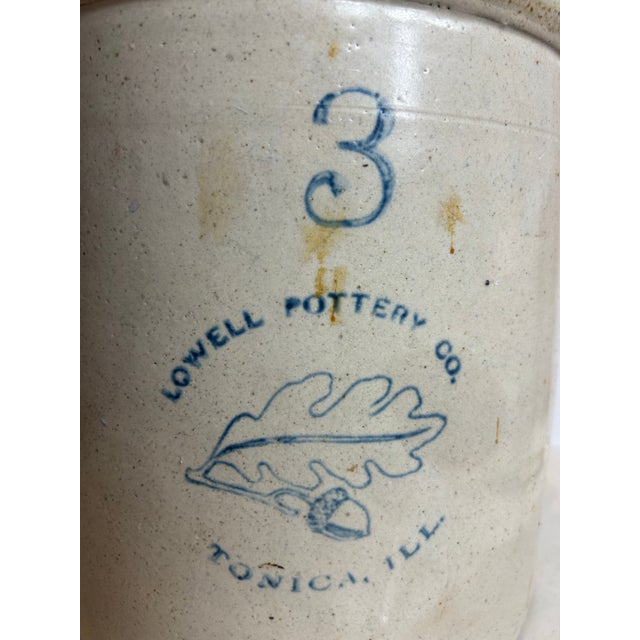 3
LOWELL POTTERY CO.
TONICA, ILL.